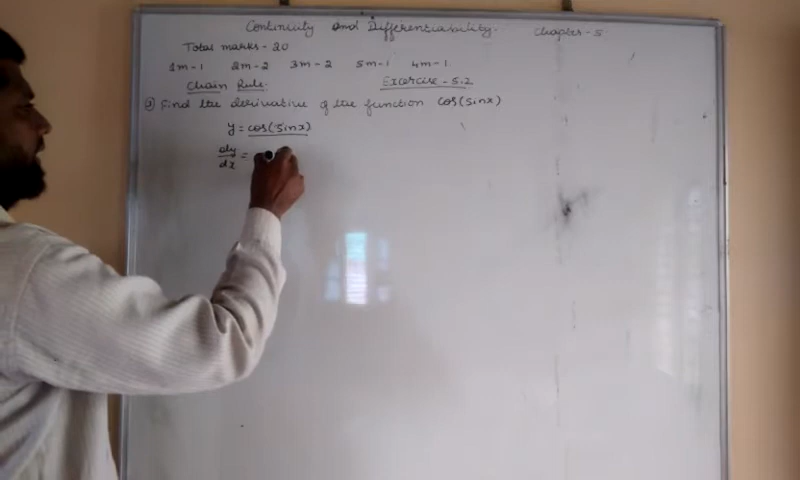 Continuity and Differentiability. Chapter - 5
Total marks - 20
1m - 1 2m - 2 3m - 2 5m - 1 4m - 1
Chain Rule. Exercise - 5.2
2) Find the derivative of the function cos(sinx)
y = cos(sinx)
dy/dx =